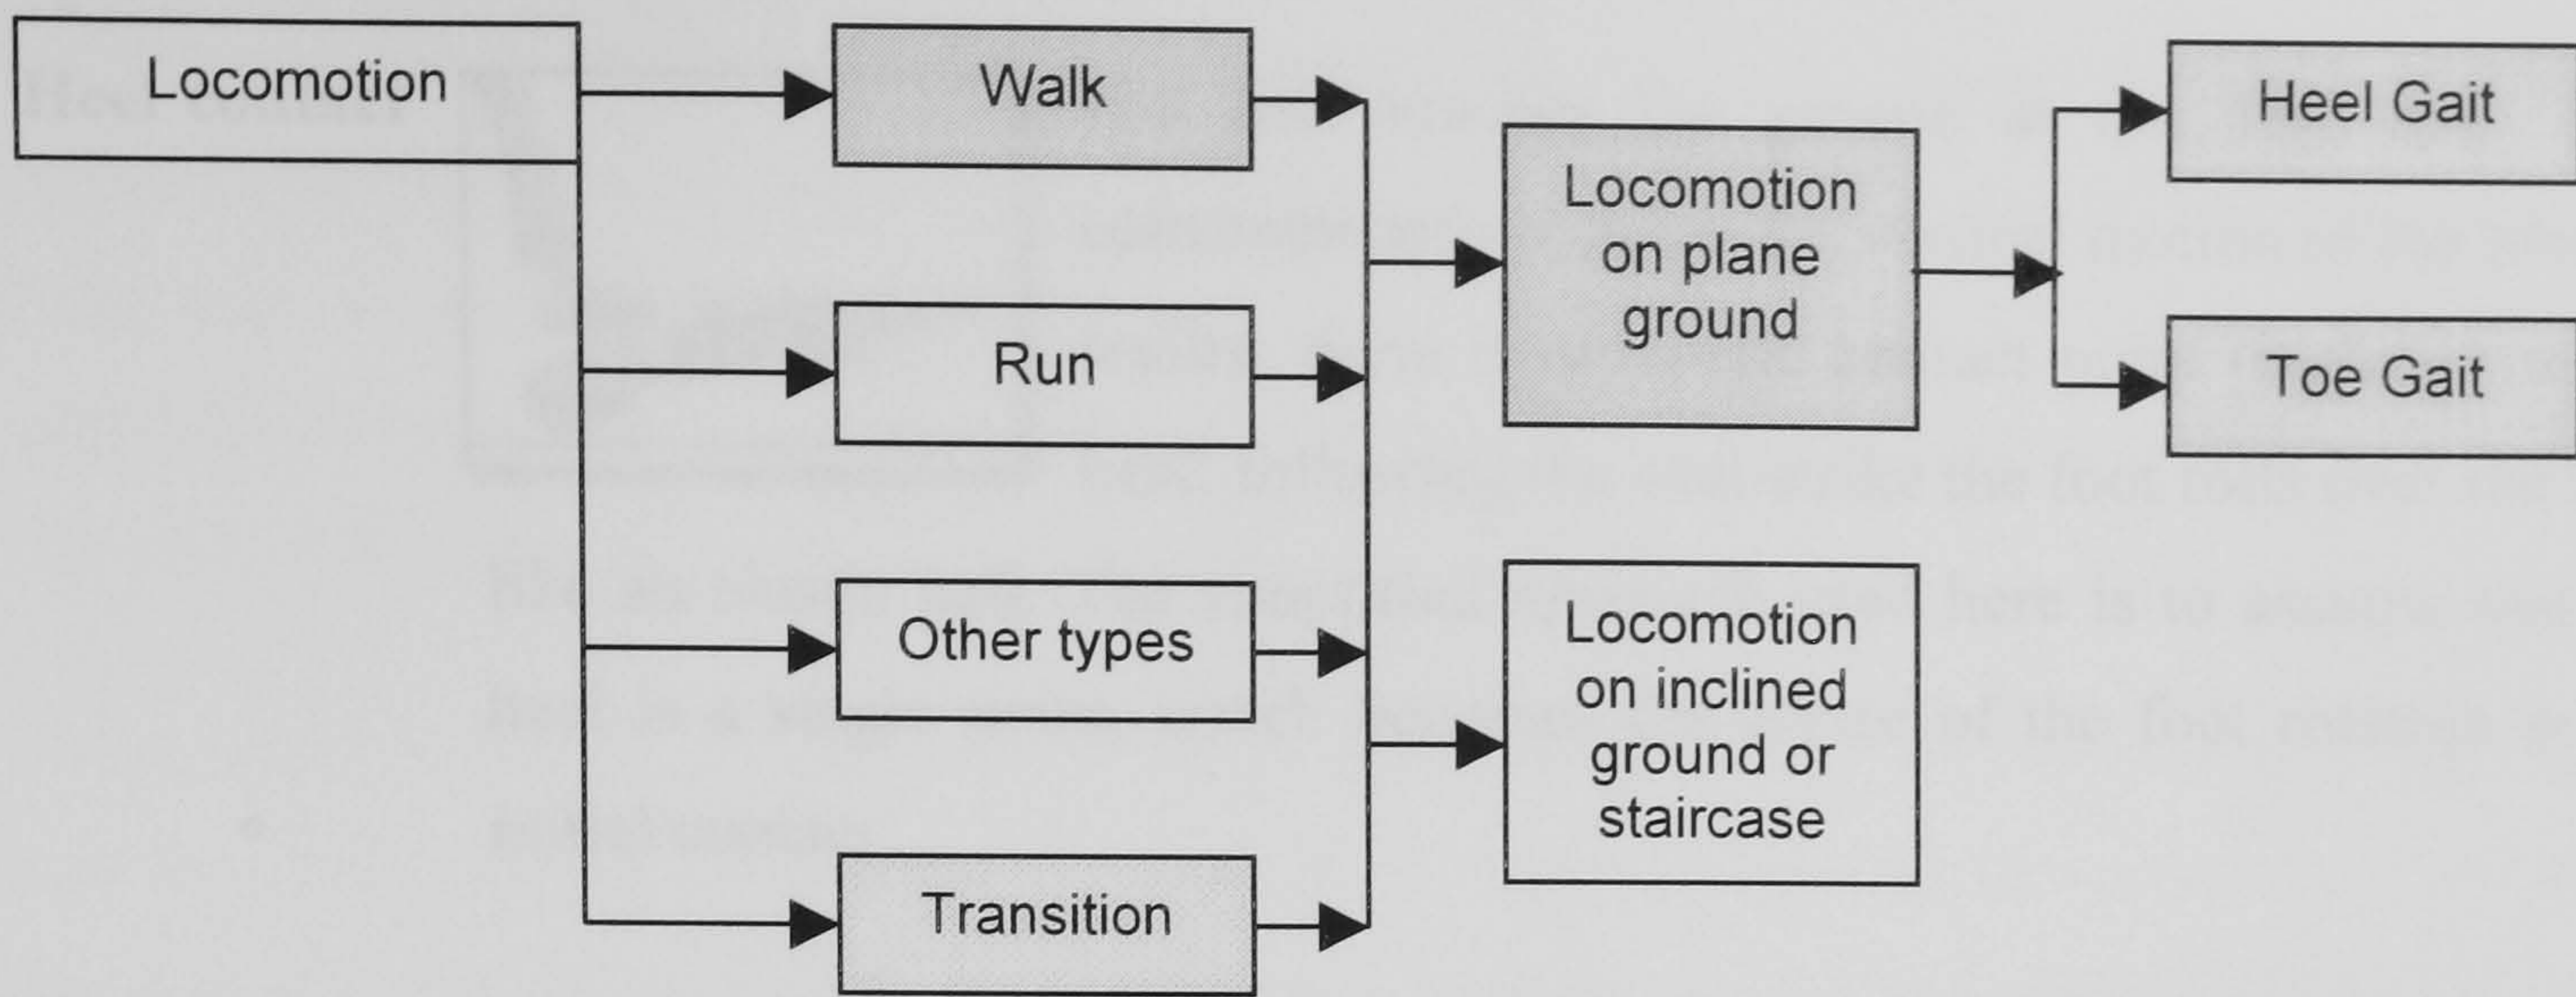 Locomotion
Walk
Run
Other types
Transition
Locomotion
on plane
ground
Locomotion
on inclined
ground or
staircase
Heel Gait
Toe Gait